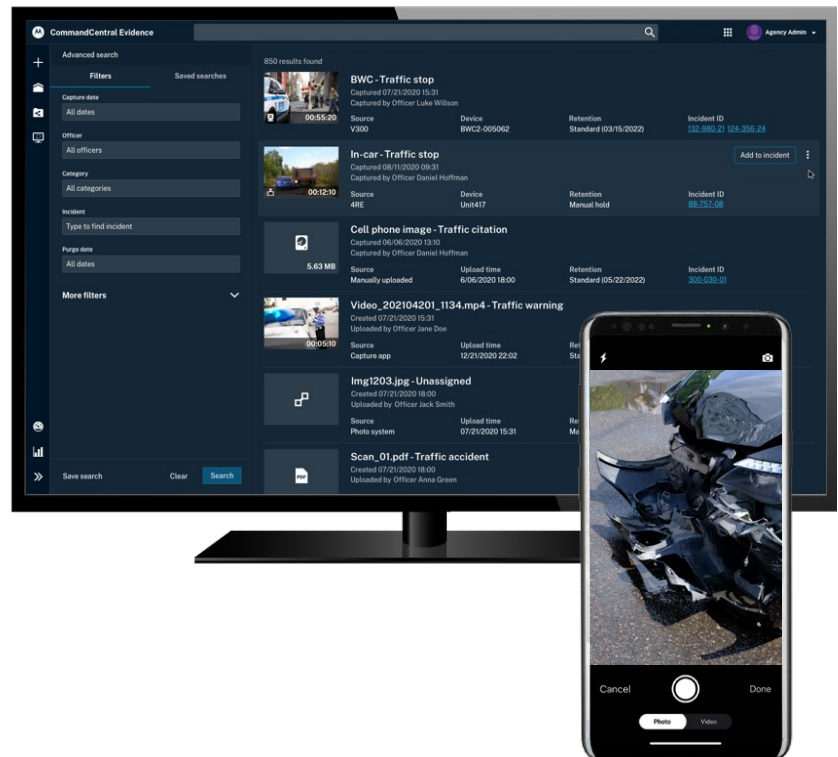 CommandCentral Evidence
Agency Admin
Advanced search
Filters Saved searches
Capture date
All dates
Officer
All officers
Category
All categories
Incident
Type to find incident
Purge date
All dates
More filters
Save search Clear Search
850 results found
00:55:20
BWC - Traffic stop
Captured 07/21/2020 15:31
Captured by Officer Luke Willson
Source Device Retention Incident ID
V300 BWC2-005062 Standard (03/15/2022) 132-980-21 124-356-24
00:12:10
In-car - Traffic stop
Captured 08/11/2020 09:31
Captured by Officer Daniel Hoffman
Add to incident
Source Device Retention Incident ID
4RE Unit417 Manual hold 88-757-08
5.63 MB
Cell phone image - Traffic citation
Captured 06/06/2020 13:10
Captured by Officer Daniel Hoffman
Source Upload time Retention Incident ID
Manually uploaded 6/06/2020 18:00 Standard (05/22/2022) 300-030-01
00:05:10
Video_202104201_1134.mp4 - Traffic warning
Created 07/21/2020 15:31
Uploaded by Officer Jane Doe
Source Upload time
Capture app 12/21/2020 22:02
Img1203.jpg - Unassigned
Created 07/21/2020 18:00
Uploaded by Officer Jack Smith
Source Upload time
Photo system 07/21/2020 15:31
PDF
Scan_01.pdf - Traffic accident
Created 07/21/2020 18:00
Uploaded by Officer Anna Green
Cancel Done
Photo Video